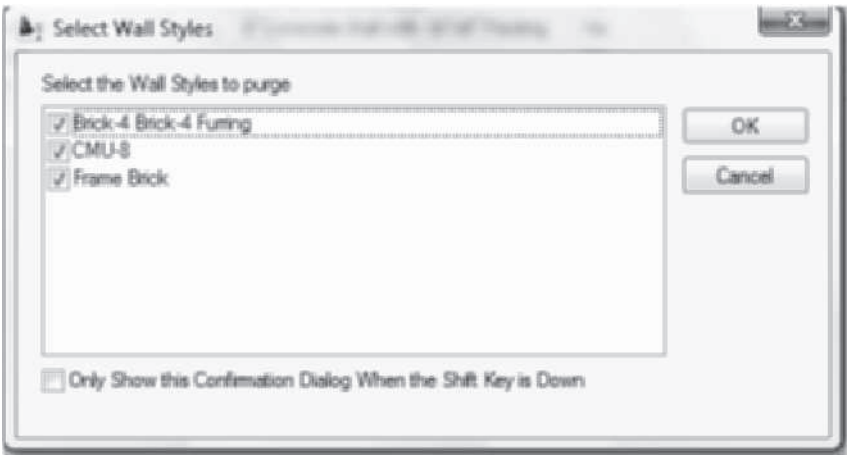 Select Wall Styles
Select the Wall Styles to purge
Brick-4 Brick-4 Furring
CMU-8
Frame Brick
OK
Cancel
Only Show this Confirmation Dialog When the Shift Key is Down